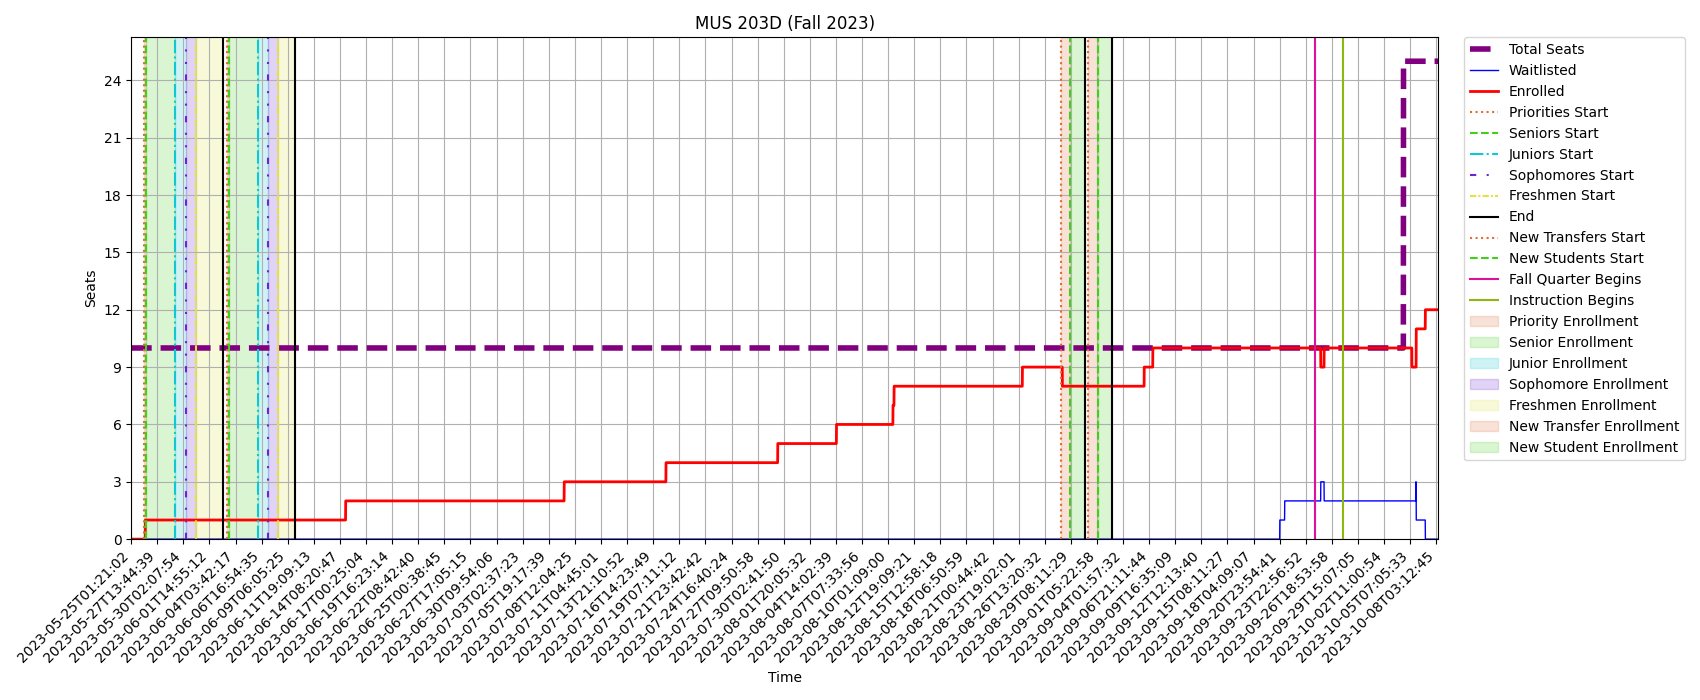 MUS 203D (Fall 2023)
Seats
24
21
18
15
12
9
6
3
0
2023-05-25T01:21:02
2023-05-27T13:44:39
2023-05-30T02:07:54
2023-06-01T14:55:12
2023-06-04T03:42:17
2023-06-06T16:54:35
2023-06-09T06:05:23
2023-06-11T19:09:13
2023-06-14T08:20:47
2023-06-17T00:25:04
2023-06-19T16:23:14
2023-06-22T08:42:40
2023-06-25T00:38:45
2023-06-27T17:05:15
2023-06-30T09:54:06
2023-07-03T02:37:23
2023-07-05T19:17:39
2023-07-08T12:04:25
2023-07-11T04:45:01
2023-07-13T21:10:52
2023-07-16T14:23:49
2023-07-19T07:11:12
2023-07-21T23:42:42
2023-07-24T16:40:24
2023-07-27T09:50:58
2023-07-30T02:41:50
2023-08-01T20:05:32
2023-08-04T14:02:39
2023-08-07T07:33:56
2023-08-10T01:09:00
2023-08-12T19:09:21
2023-08-15T12:58:18
2023-08-18T06:50:59
2023-08-21T00:44:42
2023-08-23T19:02:01
2023-08-26T13:20:32
2023-08-29T08:11:29
2023-09-01T05:22:58
2023-09-04T01:57:32
2023-09-06T21:11:44
2023-09-09T16:35:09
2023-09-12T12:13:40
2023-09-15T08:11:27
2023-09-18T04:09:07
2023-09-20T23:54:41
2023-09-23T22:56:52
2023-09-26T18:53:58
2023-09-29T15:07:05
2023-10-02T11:00:54
2023-10-05T07:05:33
2023-10-08T03:12:45
Time
Total Seats
Waitlisted
Enrolled
Priorities Start
Seniors Start
Juniors Start
Sophomores Start
Freshmen Start
End
New Transfers Start
New Students Start
Fall Quarter Begins
Instruction Begins
Priority Enrollment
Senior Enrollment
Junior Enrollment
Sophomore Enrollment
Freshmen Enrollment
New Transfer Enrollment
New Student Enrollment